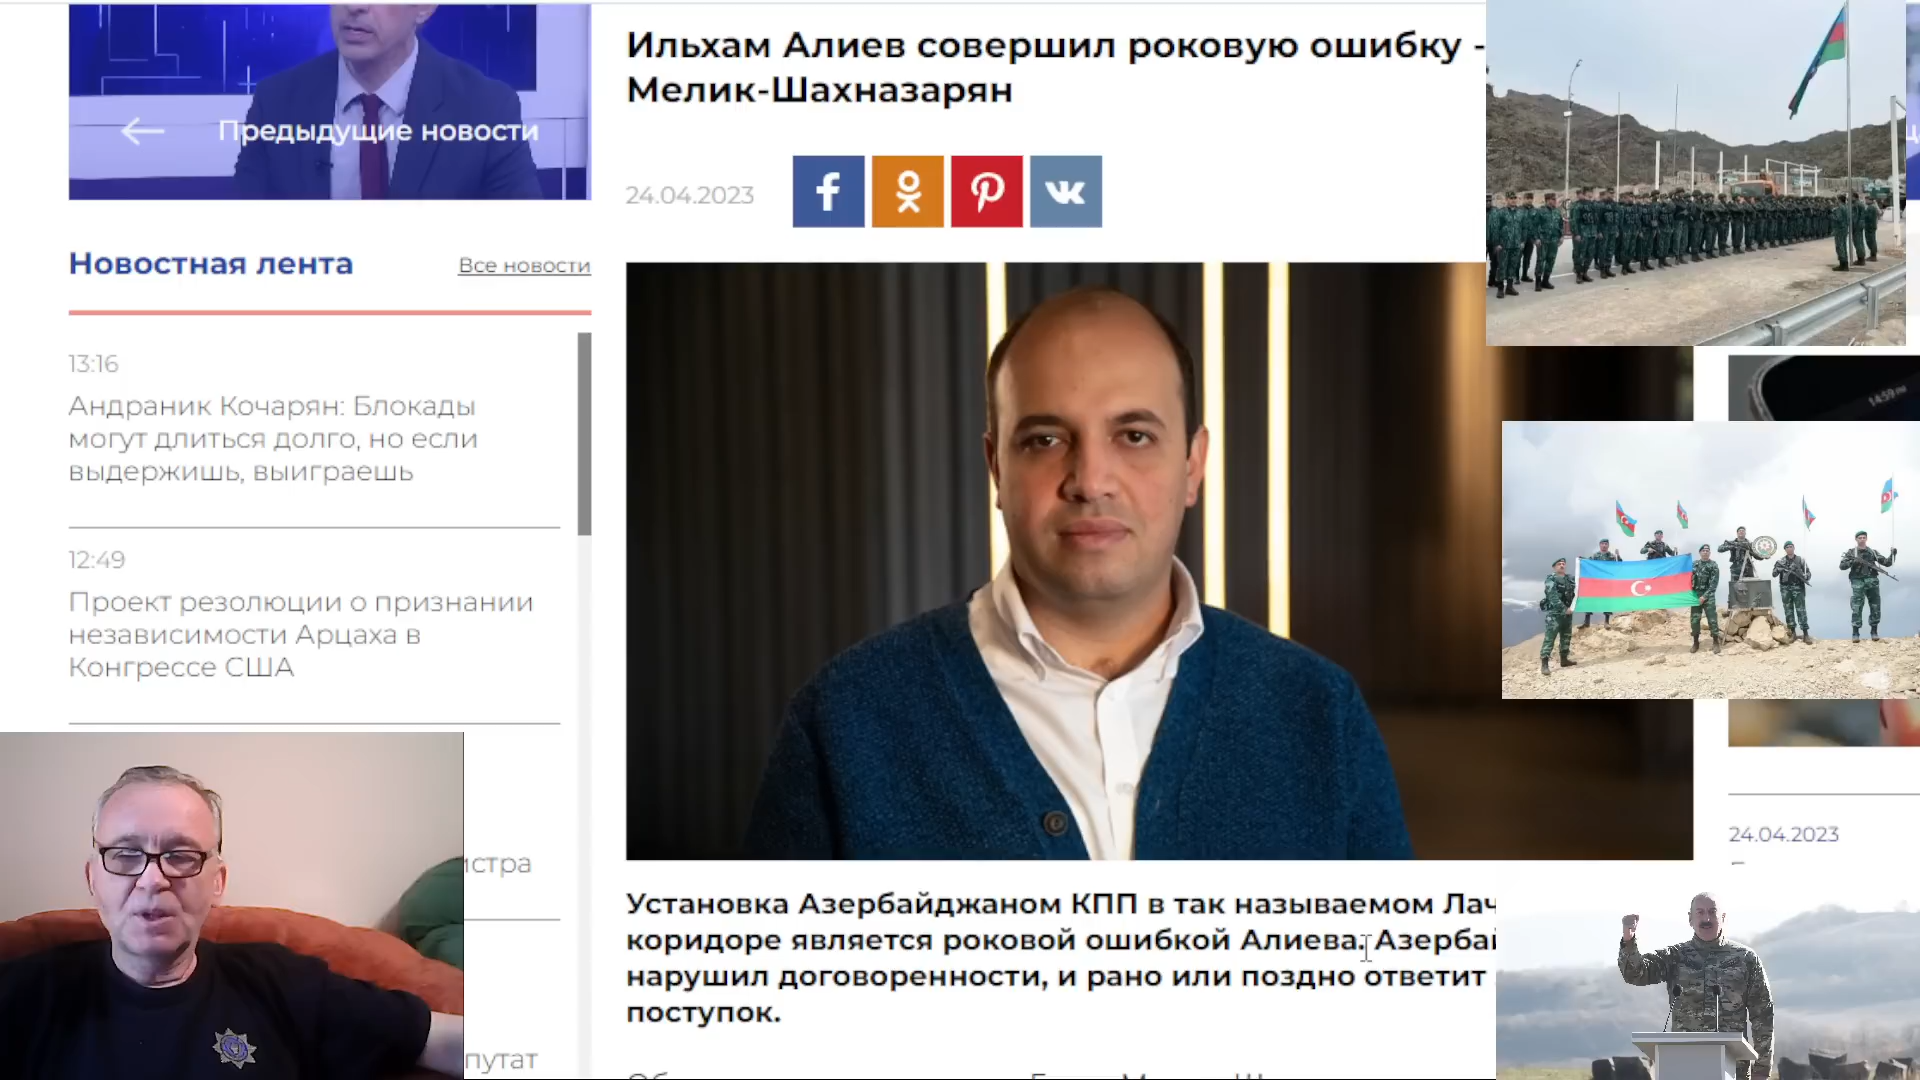 Предыдущие новости
Новостная лента
Все новости
13:16
Андраник Кочарян: Блокады
могут длиться долго, но если
выдержишь, выиграешь
12:49
Проект резолюции о признании
независимости Арцаха в
Конгрессе США
истра
путат
Ильхам Алиев совершил роковую ошибку -
Мелик-Шахназарян
24.04.2023
Установка Азербайджаном КПП в так называемом Лач
коридоре является роковой ошибкой Алиева. Азербай
нарушил договоренности, и рано или поздно ответит
поступок.
14:59
24.04.2023